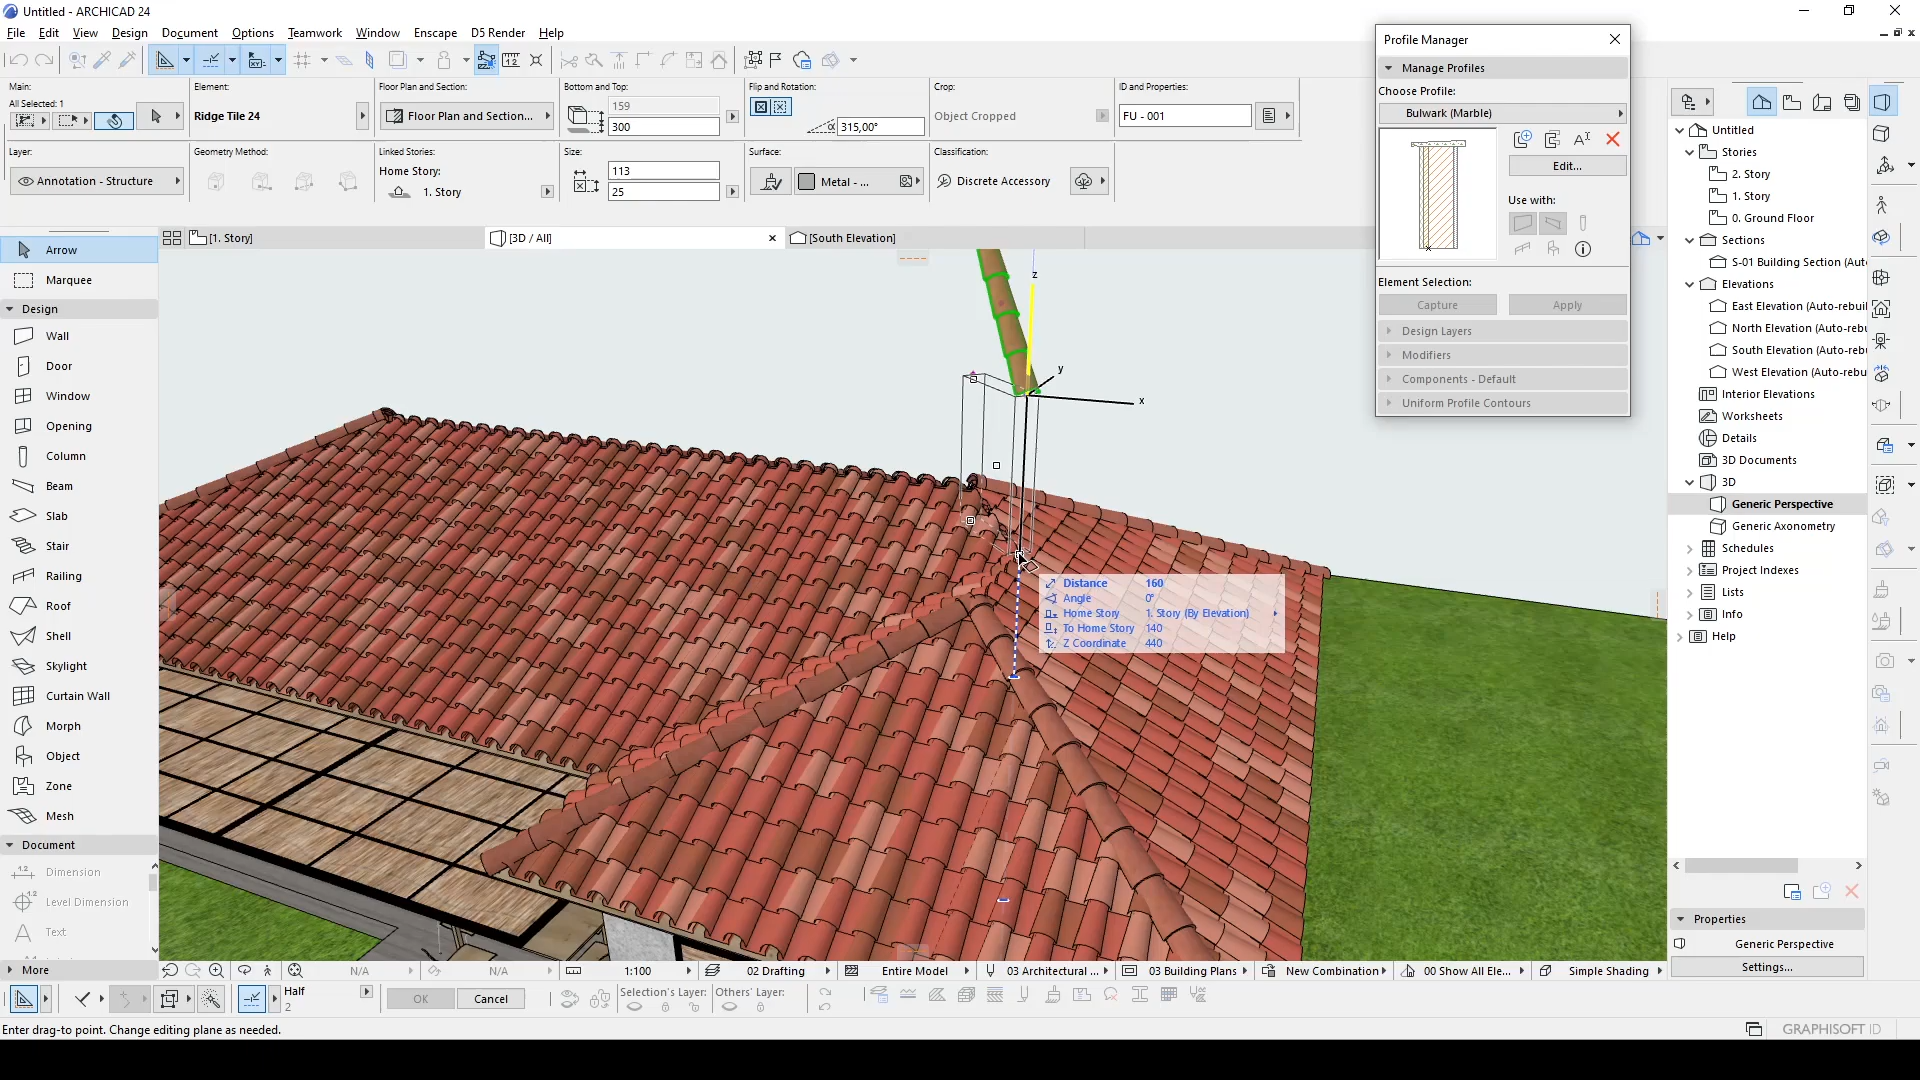 Untitled - ARCHICAD 24
File Edit View Design Document Options Teamwork Window Enscape D5 Render Help
Main:
All Selected: 1
Element:
Ridge Tile 24
Floor Plan and Section:
Floor Plan and Section...
Bottom and Top:
159
300
Flip and Rotation:
315,00°
Crop:
Object Cropped
ID and Properties:
FU - 001
Layer:
Annotation - Structure
Geometry Method:
Linked Stories:
Home Story:
1. Story
Size:
113
25
Surface:
Metal - ...
Classification:
Discrete Accessory
[1. Story]
[3D / All]
[South Elevation]
Arrow
Marquee
Design
Wall
Door
Window
Opening
Column
Beam
Slab
Stair
Railing
Roof
Shell
Skylight
Curtain Wall
Morph
Object
Zone
Mesh
Document
Dimension
Level Dimension
Text
More
z
y
x
Distance 160
Angle 0°
Home Story 1. Story (By Elevation)
To Home Story 140
Z Coordinate 440
Profile Manager
Manage Profiles
Choose Profile:
Bulwark (Marble)
Edit...
Use with:
Element Selection:
Capture Apply
Design Layers
Modifiers
Components - Default
Uniform Profile Contours
Untitled
Stories
2. Story
1. Story
0. Ground Floor
Sections
S-01 Building Section (Aut
Elevations
East Elevation (Auto-rebuil
North Elevation (Auto-rebu
South Elevation (Auto-reb
West Elevation (Auto-rebu
Interior Elevations
Worksheets
Details
3D Documents
3D
Generic Perspective
Generic Axonometry
Schedules
Project Indexes
Lists
Info
Help
Properties
Generic Perspective
Settings...
N/A N/A 1:100 02 Drafting Entire Model 03 Architectural ... 03 Building Plans New Combination 00 Show All Ele... Simple Shading
Half
2
OK Cancel
Selection's Layer: Others' Layer:
Enter drag-to point. Change editing plane as needed.
GRAPHISOFT ID